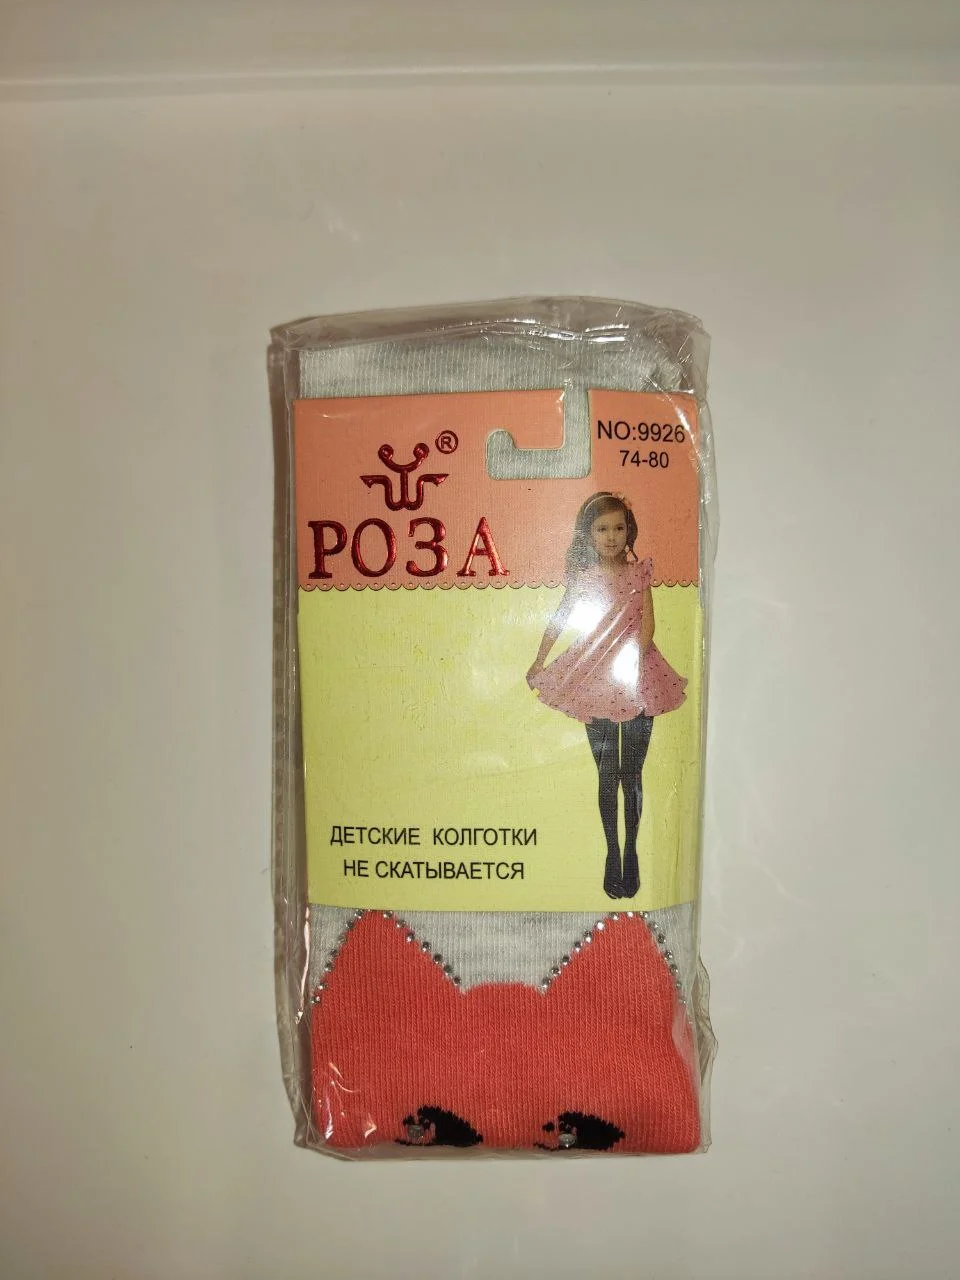 NO:9926
74-80
®
РОЗА
ДЕТСКИЕ КОЛГОТКИ
НЕ СКАТЫВАЕТСЯ